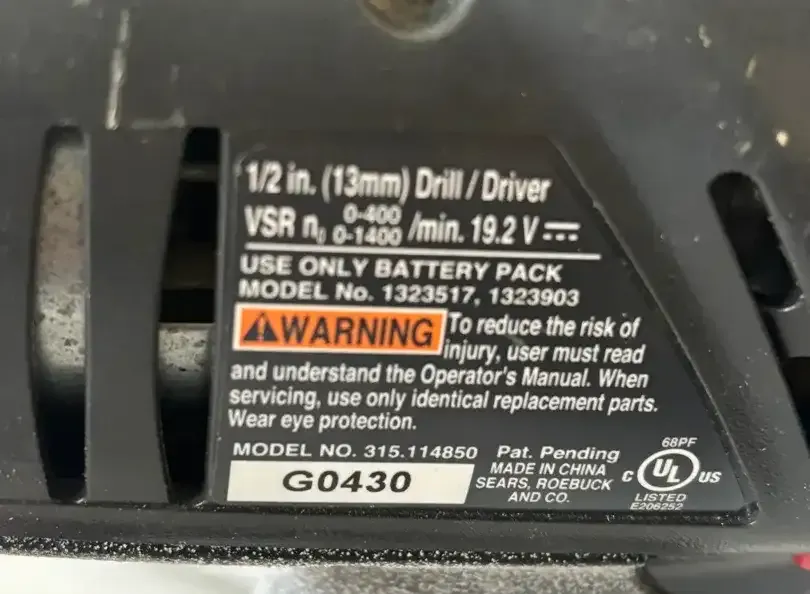 1/2 in. (13mm) Drill / Driver
VSR n₀ 0-400 0-1400 /min. 19.2 V ⎓
USE ONLY BATTERY PACK
MODEL No. 1323517, 1323903
⚠WARNING To reduce the risk of
injury, user must read
and understand the Operator's Manual. When
servicing, use only identical replacement parts.
Wear eye protection.
MODEL NO. 315.114850 Pat. Pending
G0430
MADE IN CHINA
SEARS, ROEBUCK
AND CO.
68PF
C UL US
LISTED
E206252